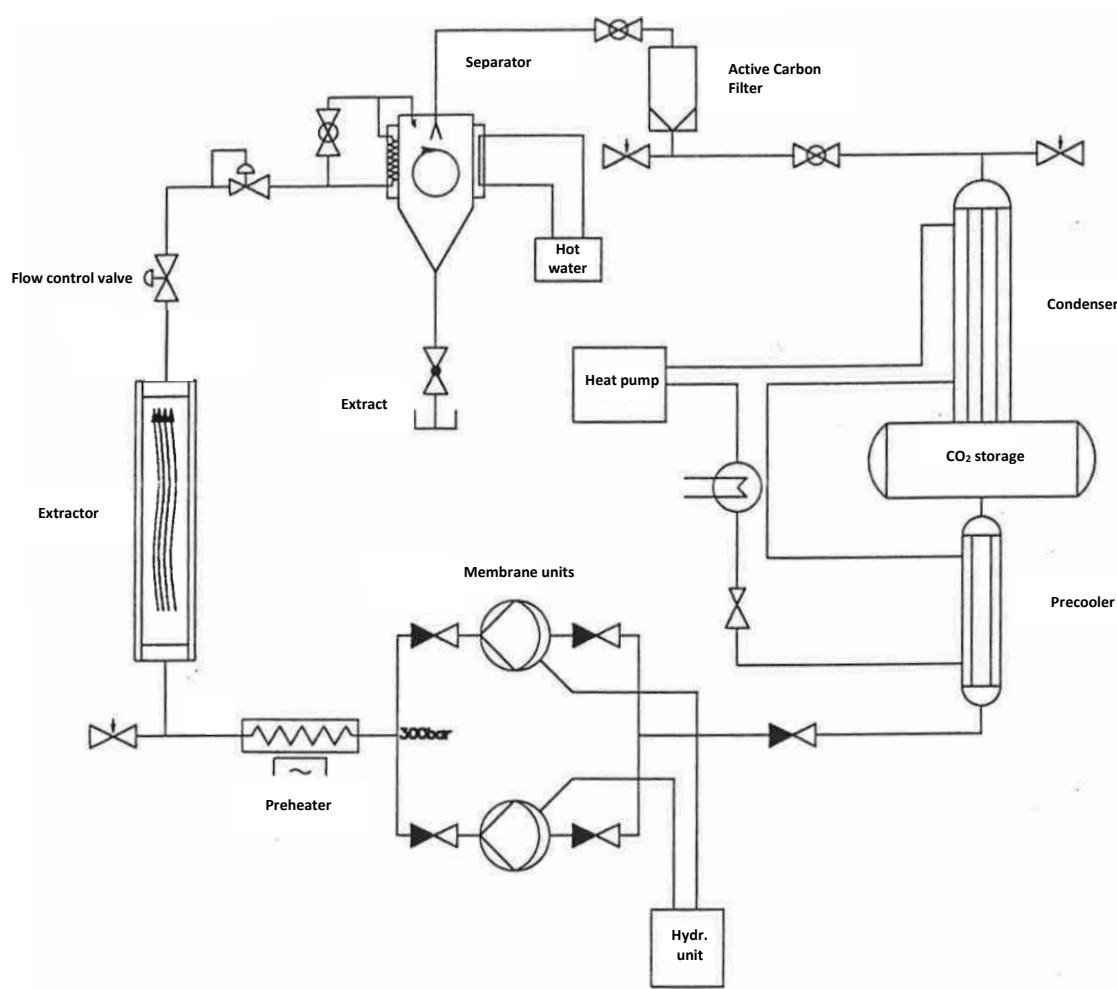 Separator
Active Carbon
Filter
Hot
water
Flow control valve
Condenser
Heat pump
Extract
CO₂ storage
Extractor
Membrane units
Precooler
300bar
Preheater
Hydr.
unit